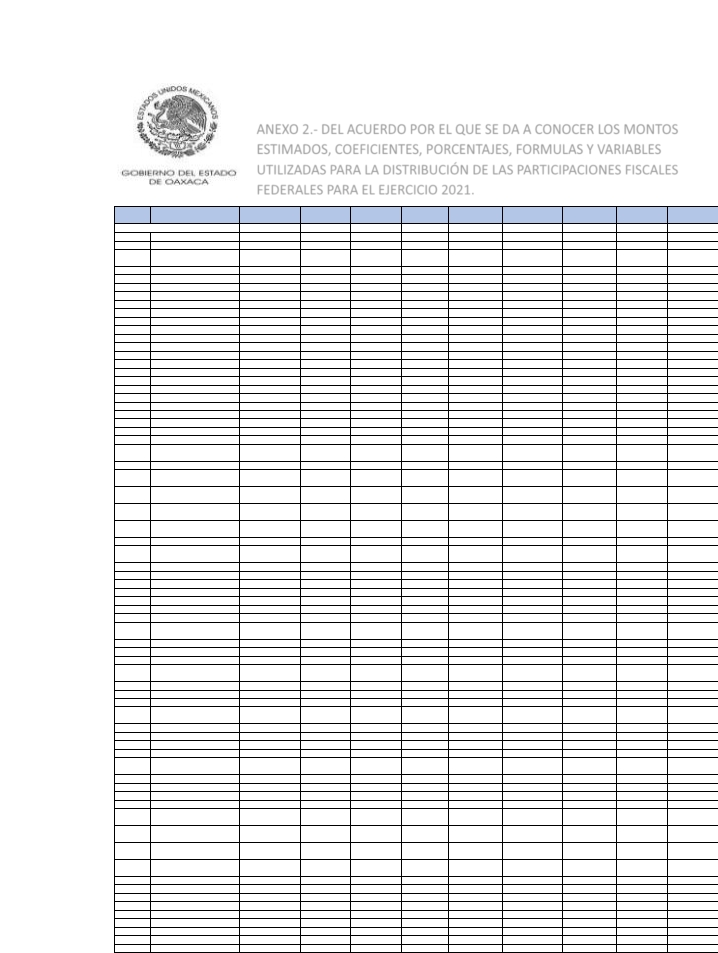 ESTADOS UNIDOS MEXICANOS
GOBIERNO DEL ESTADO
DE OAXACA
ANEXO 2.- DEL ACUERDO POR EL QUE SE DA A CONOCER LOS MONTOS
ESTIMADOS, COEFICIENTES, PORCENTAJES, FORMULAS Y VARIABLES
UTILIZADAS PARA LA DISTRIBUCIÓN DE LAS PARTICIPACIONES FISCALES
FEDERALES PARA EL EJERCICIO 2021.